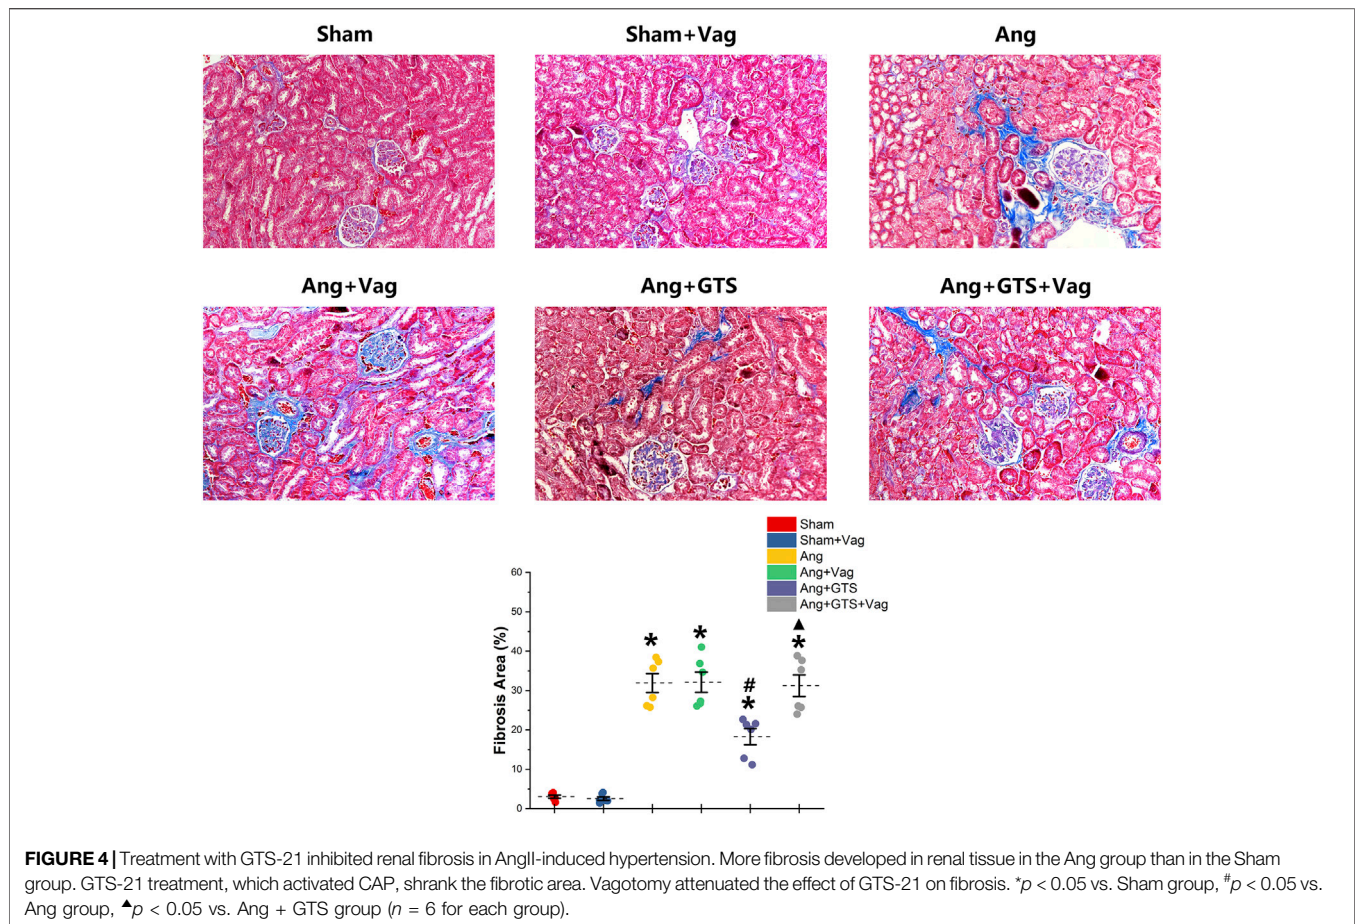 Sham
Sham+Vag
Ang
Ang+Vag
Ang+GTS
Ang+GTS+Vag
Sham
Sham+Vag
Ang
Ang+Vag
Ang+GTS
Ang+GTS+Vag
Fibrosis Area (%)
60
50
40
30
20
10
0
*
*
#
*
▲
*
FIGURE 4 | Treatment with GTS-21 inhibited renal fibrosis in AngII-induced hypertension. More fibrosis developed in renal tissue in the Ang group than in the Sham
group. GTS-21 treatment, which activated CAP, shrank the fibrotic area. Vagotomy attenuated the effect of GTS-21 on fibrosis. *p < 0.05 vs. Sham group, #p < 0.05 vs.
Ang group, ▲p < 0.05 vs. Ang + GTS group (n = 6 for each group).